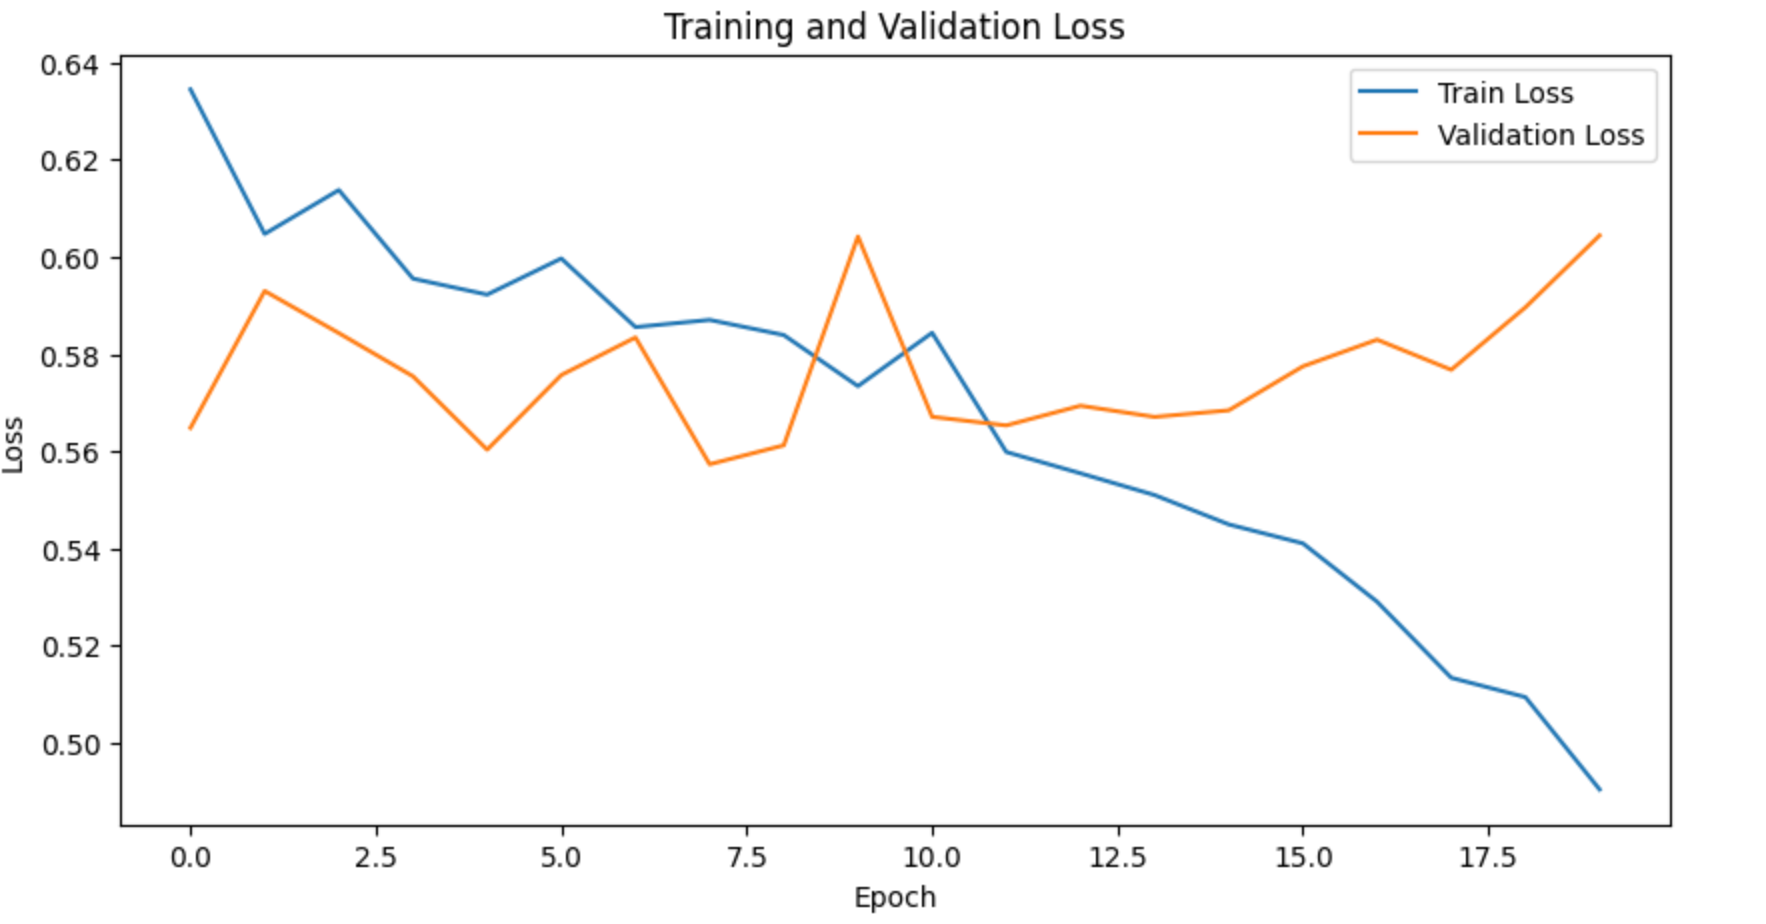 Training and Validation Loss
Train Loss
Validation Loss
0.64
0.62
0.60
0.58
0.56
0.54
0.52
0.50
Loss
0.0 2.5 5.0 7.5 10.0 12.5 15.0 17.5
Epoch